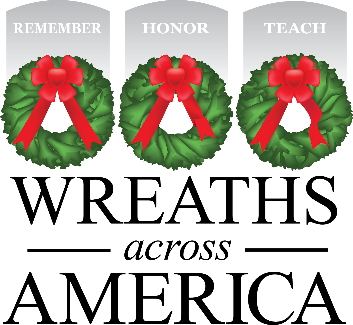 REMEMBER HONOR TEACH
WREATHS
across
AMERICA